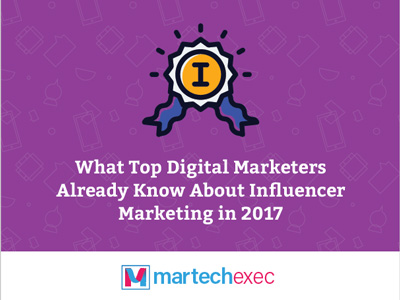 I
What Top Digital Marketers
Already Know About Influencer
Marketing in 2017
M martechexec